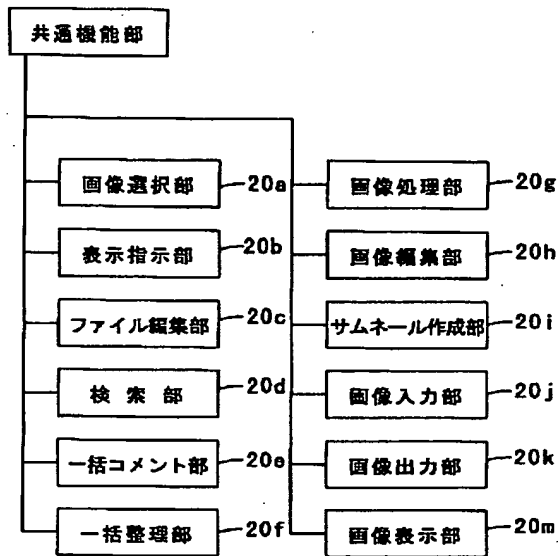 共通機能部
画像選択部 20a
表示指示部 20b
ファイル編集部 20c
検索部 20d
一括コメント部 20e
一括整理部 20f
画像処理部 20g
画像編集部 20h
サムネール作成部 20i
画像入力部 20j
画像出力部 20k
画像表示部 20m